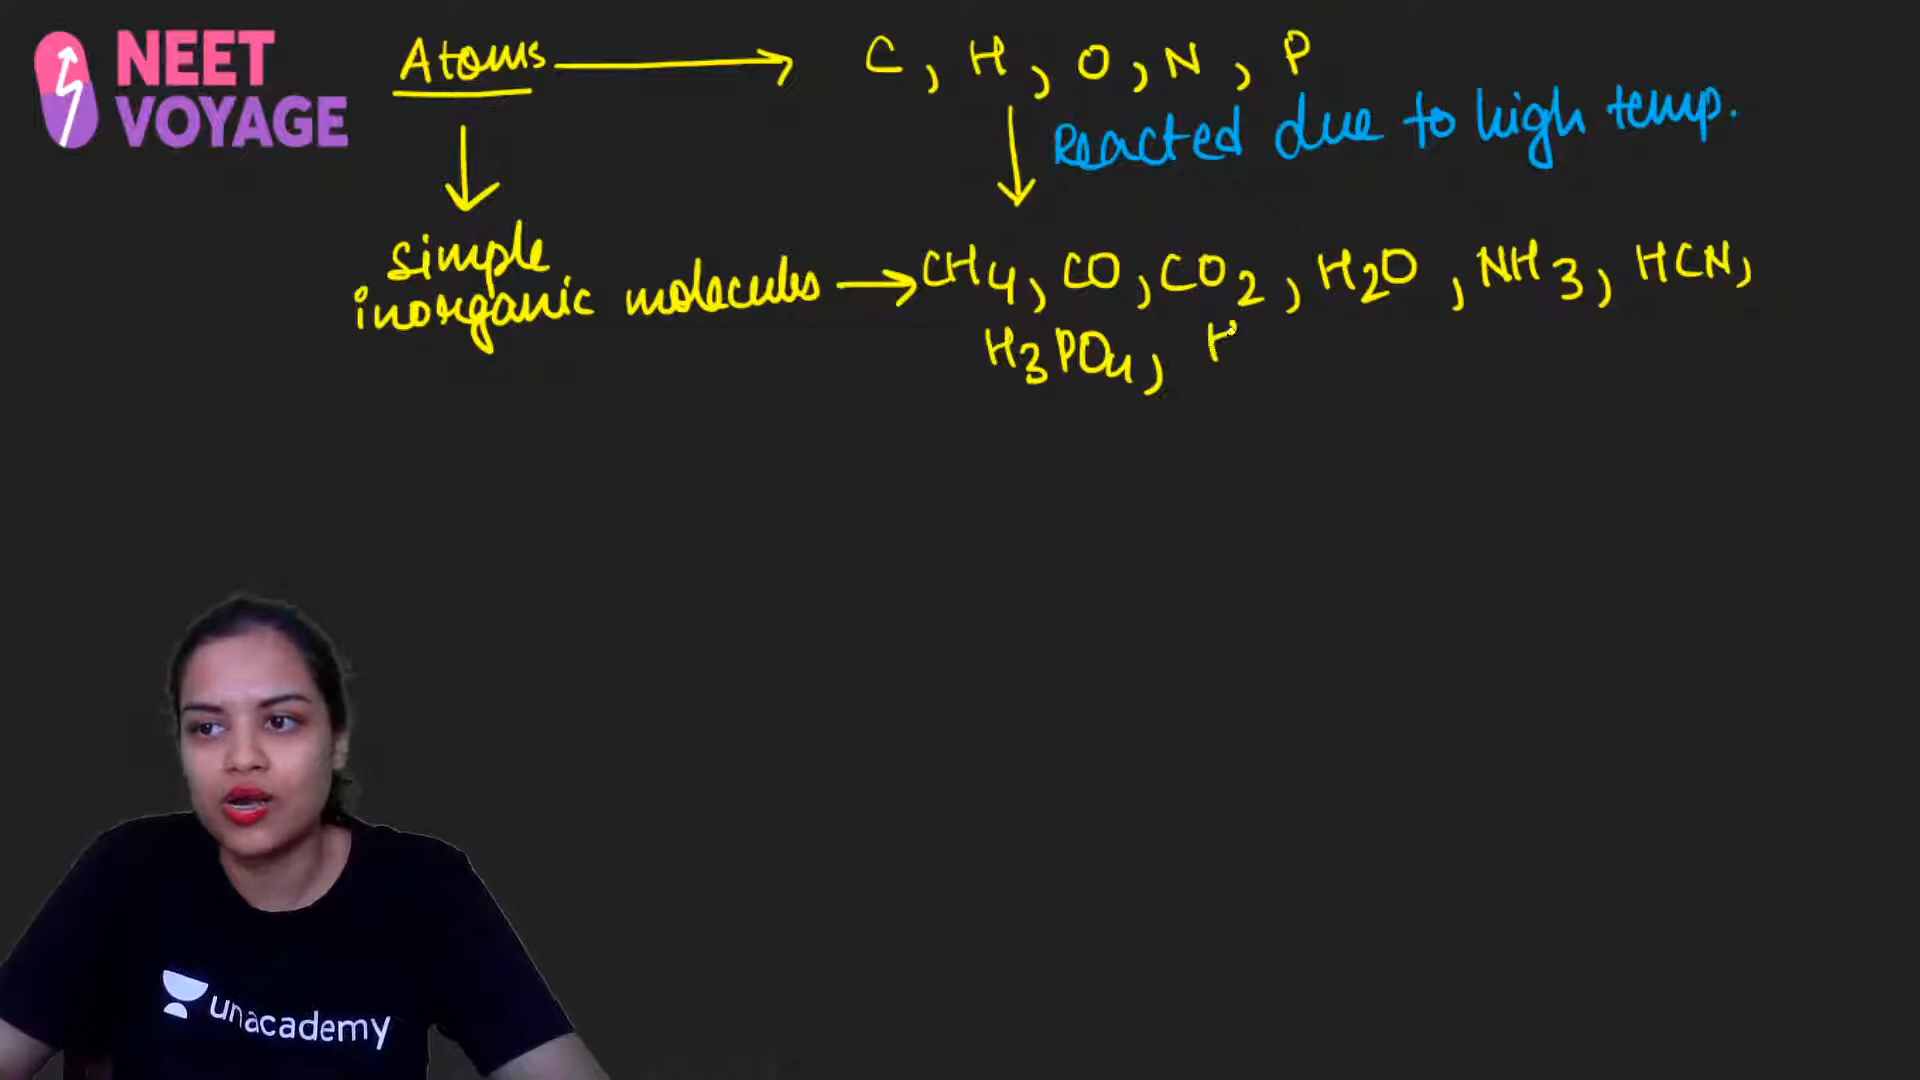 NEET
VOYAGE
Atoms → C, H, O, N, P
Reacted due to high temp.
simple
inorganic molecules → CH4, CO, CO2, H2O, NH3, HCN,
H3PO4, H
unacademy